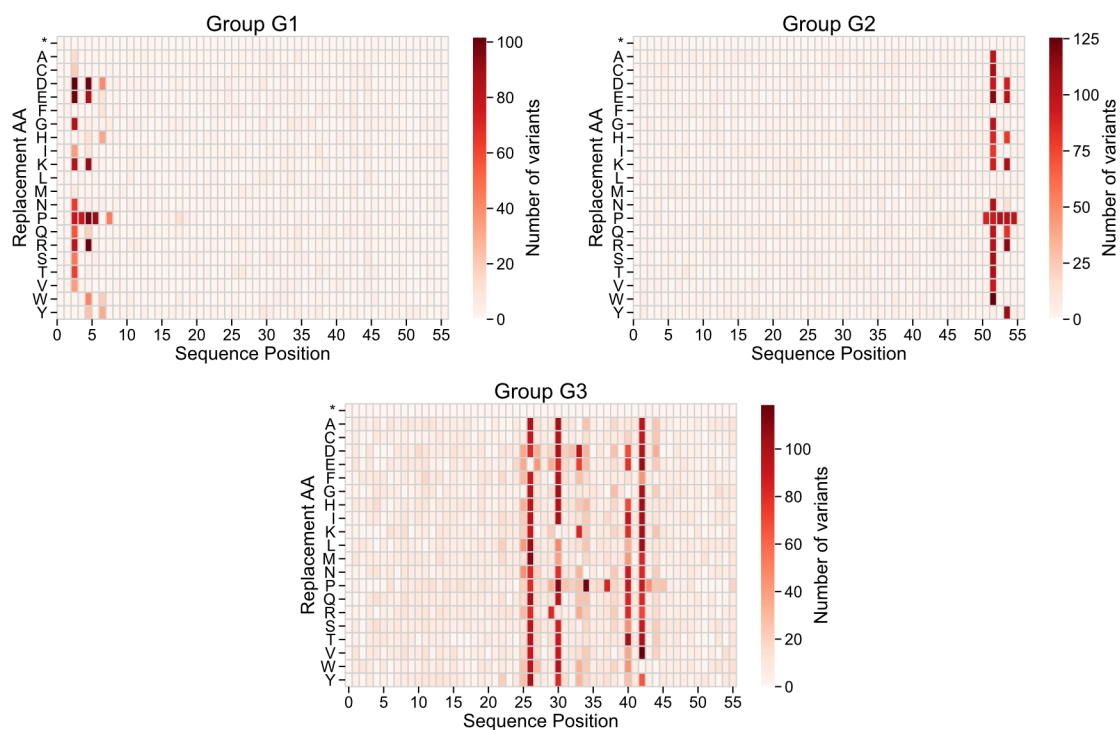 Group G1
Replacement AA
*
A
C
D
E
F
G
H
I
K
L
M
N
P
Q
R
S
T
V
W
Y
0 5 10 15 20 25 30 35 40 45 50 55
Sequence Position
100
80
60
40
20
0
Number of variants
Group G2
Replacement AA
*
A
C
D
E
F
G
H
I
K
L
M
N
P
Q
R
S
T
V
W
Y
0 5 10 15 20 25 30 35 40 45 50 55
Sequence Position
125
100
75
50
25
0
Number of variants
Group G3
Replacement AA
*
A
C
D
E
F
G
H
I
K
L
M
N
P
Q
R
S
T
V
W
Y
0 5 10 15 20 25 30 35 40 45 50 55
Sequence Position
100
80
60
40
20
0
Number of variants